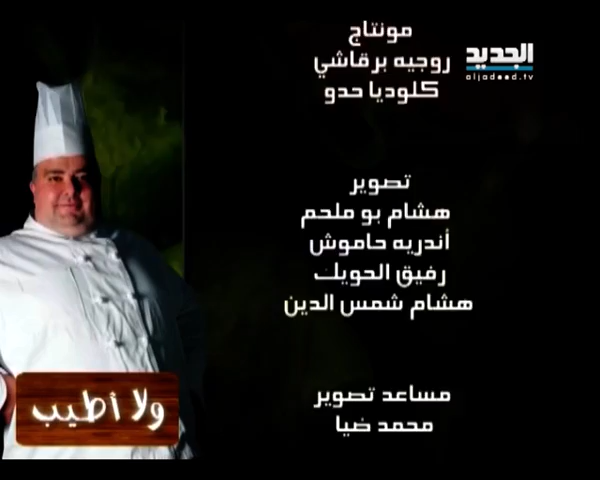 مونتاج
روجيه برقاشي
كلوديا حدو
الجديد
aljadeed.tv
تصوير
هشام بو ملحم
أندريه حاموش
رفيق الحويك
هشام شمس الدين
مساعد تصوير
محمد ضيا
ولا أطيب